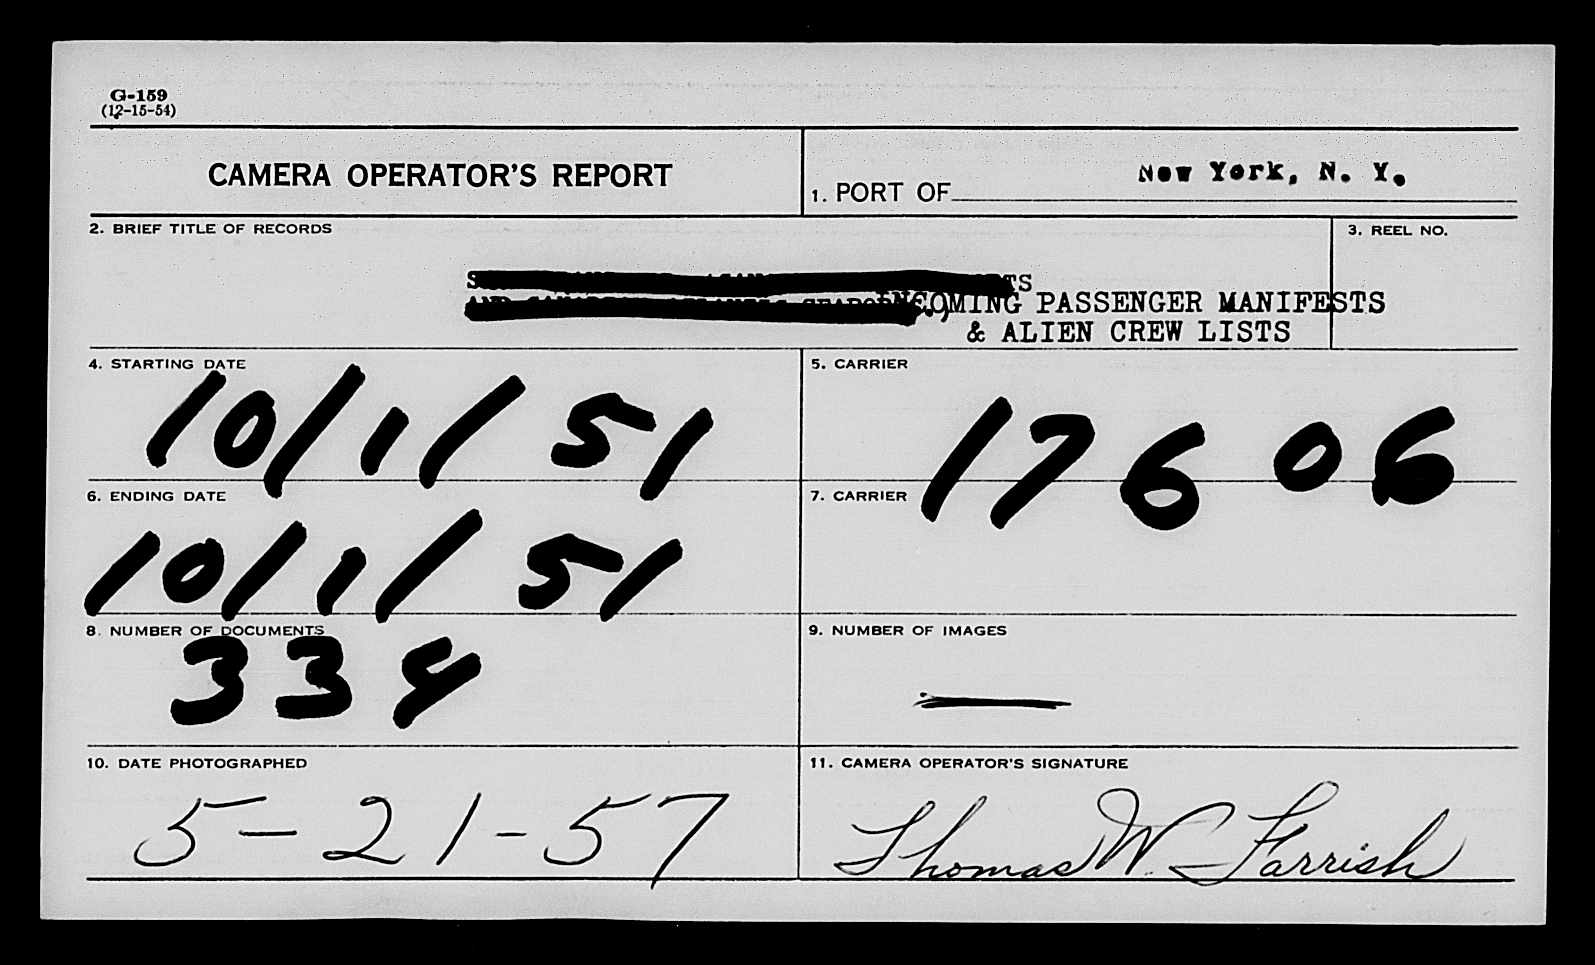 G-159
(12-15-54)
CAMERA OPERATOR'S REPORT
1. PORT OF New York, N. Y.
2. BRIEF TITLE OF RECORDS
3. REEL NO.
INCOMING PASSENGER MANIFESTS
& ALIEN CREW LISTS
4. STARTING DATE
10/1/51
5. CARRIER
17606
6. ENDING DATE
10/1/51
7. CARRIER
8. NUMBER OF DOCUMENTS
334
9. NUMBER OF IMAGES
—
10. DATE PHOTOGRAPHED
5-21-57
11. CAMERA OPERATOR'S SIGNATURE
Thomas W. Farrish